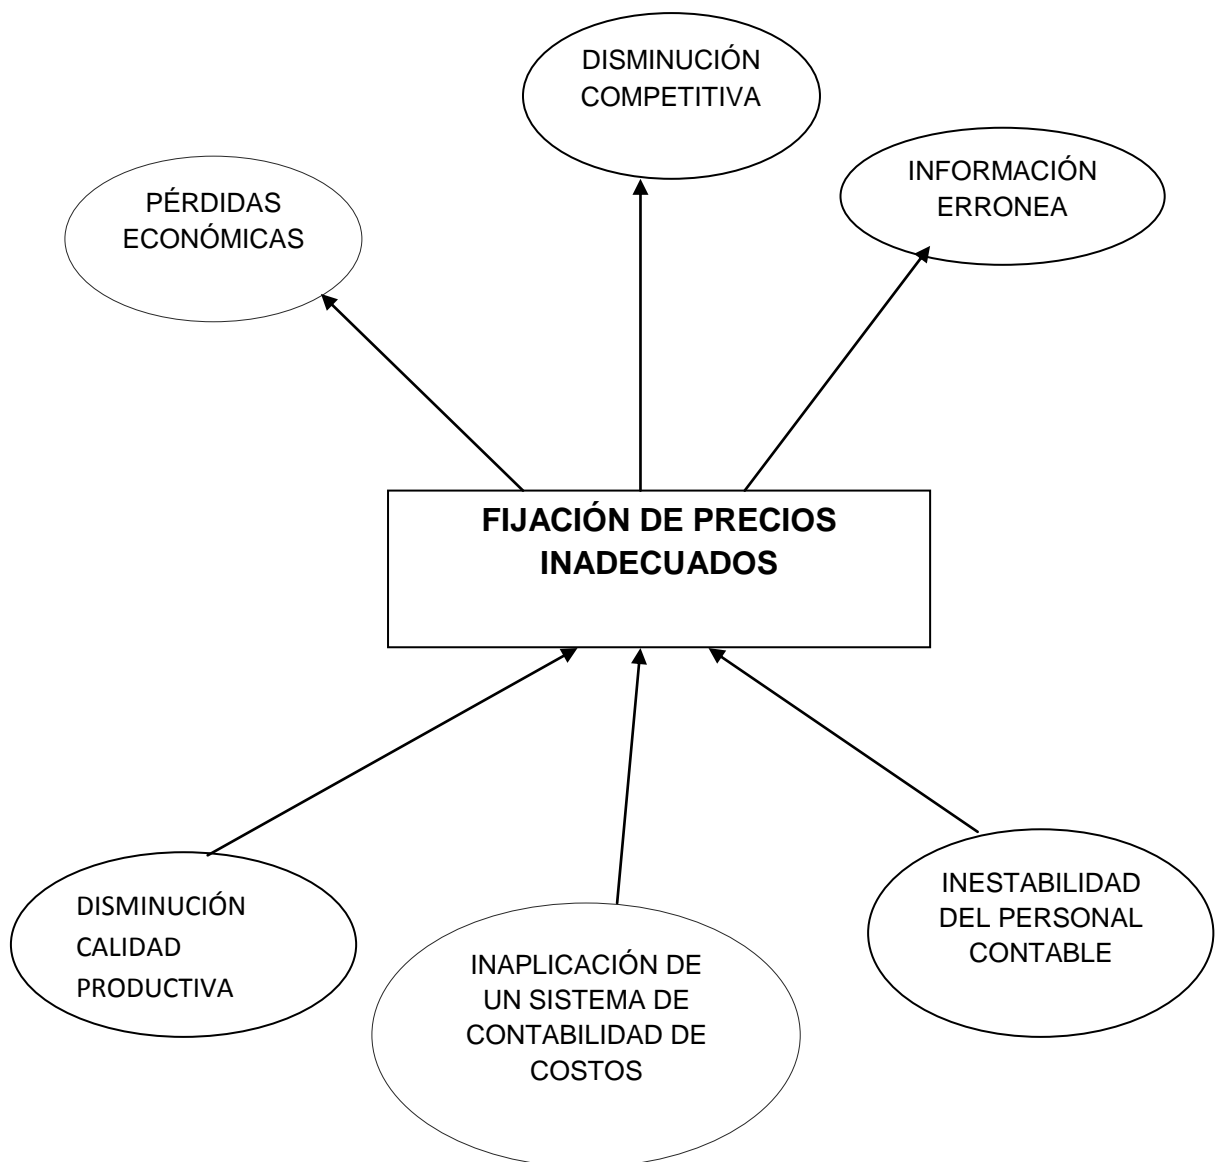 DISMINUCIÓN
COMPETITIVA
INFORMACIÓN
ERRONEA
PÉRDIDAS
ECONÓMICAS
FIJACIÓN DE PRECIOS
INADECUADOS
DISMINUCIÓN
CALIDAD
PRODUCTIVA
INAPLICACIÓN DE
UN SISTEMA DE
CONTABILIDAD DE
COSTOS
INESTABILIDAD
DEL PERSONAL
CONTABLE